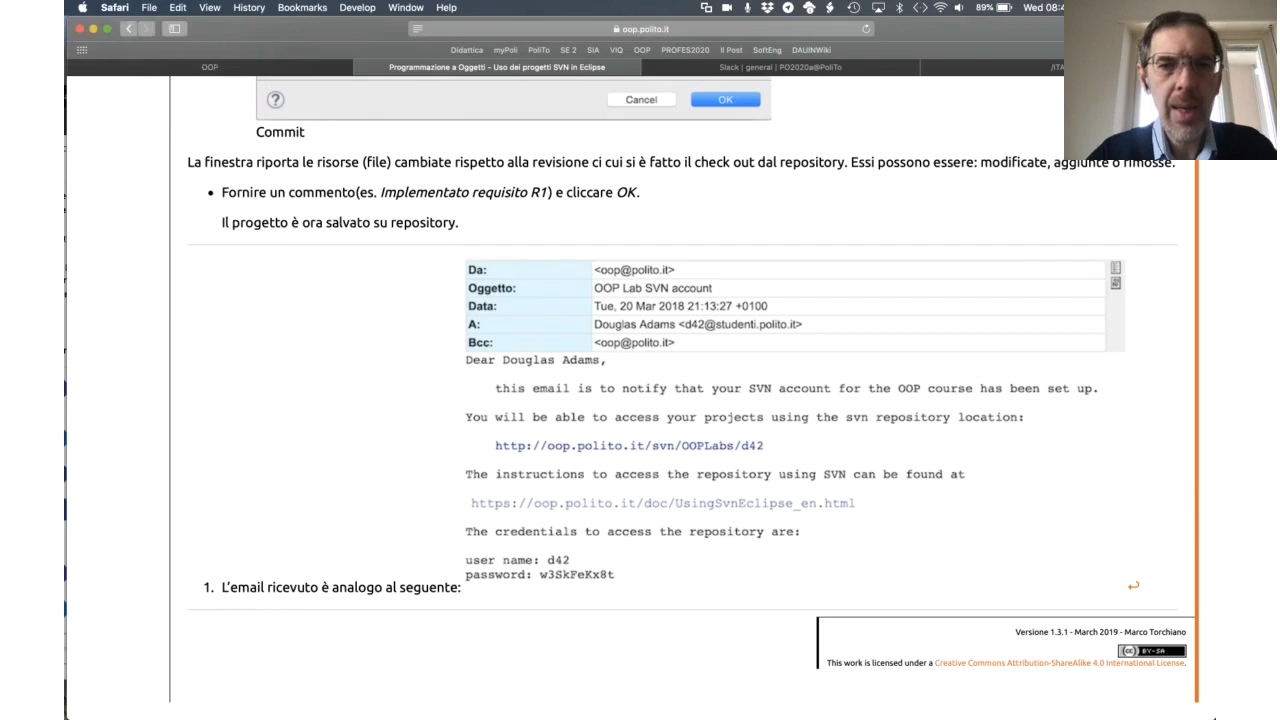 Safari File Edit View History Bookmarks Develop Window Help 89% Wed 08:4
oop.polito.it
Didattica myPoli PoliTo SE 2 SIA VIQ OOP PROFES2020 Il Post SoftEng DAUINWiki
OOP Programmazione a Oggetti - Uso dei progetti SVN in Eclipse Slack | general | PO2020a@PoliTo /ITA
? Cancel OK
Commit
La finestra riporta le risorse (file) cambiate rispetto alla revisione ci cui si è fatto il check out dal repository. Essi possono essere: modificate, aggiunte o rimosse.
• Fornire un commento(es. Implementato requisito R1) e cliccare OK.
Il progetto è ora salvato su repository.
Da: <oop@polito.it>
Oggetto: OOP Lab SVN account
Data: Tue, 20 Mar 2018 21:13:27 +0100
A: Douglas Adams <d42@studenti.polito.it>
Bcc: <oop@polito.it>
Dear Douglas Adams,
this email is to notify that your SVN account for the OOP course has been set up.
You will be able to access your projects using the svn repository location:
http://oop.polito.it/svn/OOPLabs/d42
The instructions to access the repository using SVN can be found at
https://oop.polito.it/doc/UsingSvnEclipse_en.html
The credentials to access the repository are:
user name: d42
password: w3SkFeKx8t
1. L'email ricevuto è analogo al seguente: ↩
Versione 1.3.1 - March 2019 - Marco Torchiano
(cc) BY-SA
This work is licensed under a Creative Commons Attribution-ShareAlike 4.0 International License.